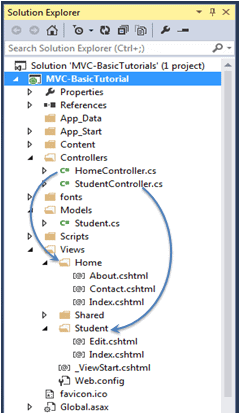 Solution Explorer
Search Solution Explorer (Ctrl+;)
Solution 'MVC-BasicTutorials' (1 project)
MVC-BasicTutorial
Properties
References
App_Data
App_Start
Content
Controllers
HomeController.cs
StudentController.cs
fonts
Models
Student.cs
Scripts
Views
Home
About.cshtml
Contact.cshtml
Index.cshtml
Shared
Student
Edit.cshtml
Index.cshtml
_ViewStart.cshtml
Web.config
favicon.ico
Global.asax